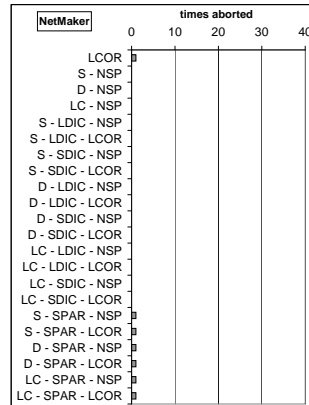 NetMaker
times aborted
0 10 20 30 40
LCOR
S - NSP
D - NSP
LC - NSP
S - LDIC - NSP
S - LDIC - LCOR
S - SDIC - NSP
S - SDIC - LCOR
D - LDIC - NSP
D - LDIC - LCOR
D - SDIC - NSP
D - SDIC - LCOR
LC - LDIC - NSP
LC - LDIC - LCOR
LC - SDIC - NSP
LC - SDIC - LCOR
S - SPAR - NSP
S - SPAR - LCOR
D - SPAR - NSP
D - SPAR - LCOR
LC - SPAR - NSP
LC - SPAR - LCOR